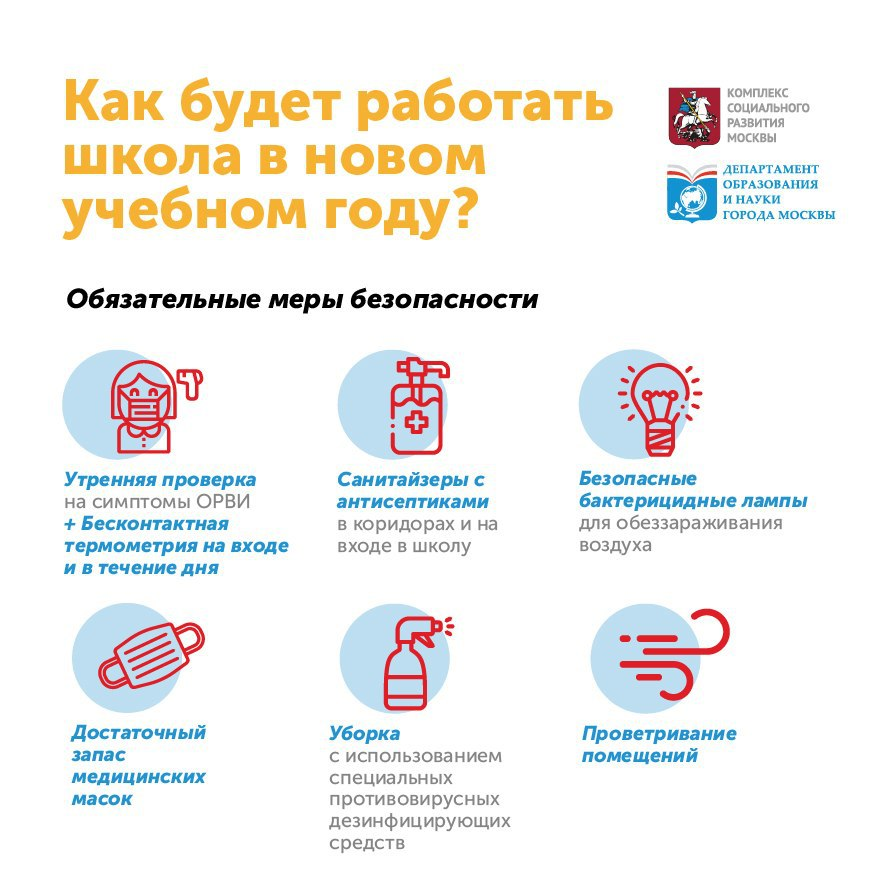 Как будет работать
школа в новом
учебном году?
КОМПЛЕКС
СОЦИАЛЬНОГО
РАЗВИТИЯ
МОСКВЫ
ДЕПАРТАМЕНТ
ОБРАЗОВАНИЯ
И НАУКИ
ГОРОДА МОСКВЫ
Обязательные меры безопасности
Утренняя проверка
на симптомы ОРВИ
+ Бесконтактная
термометрия на входе
и в течение дня
Санитайзеры с
антисептиками
в коридорах и на
входе в школу
Безопасные
бактерицидные лампы
для обеззараживания
воздуха
Достаточный
запас
медицинских
масок
Уборка
с использованием
специальных
противовирусных
дезинфицирующих
средств
Проветривание
помещений